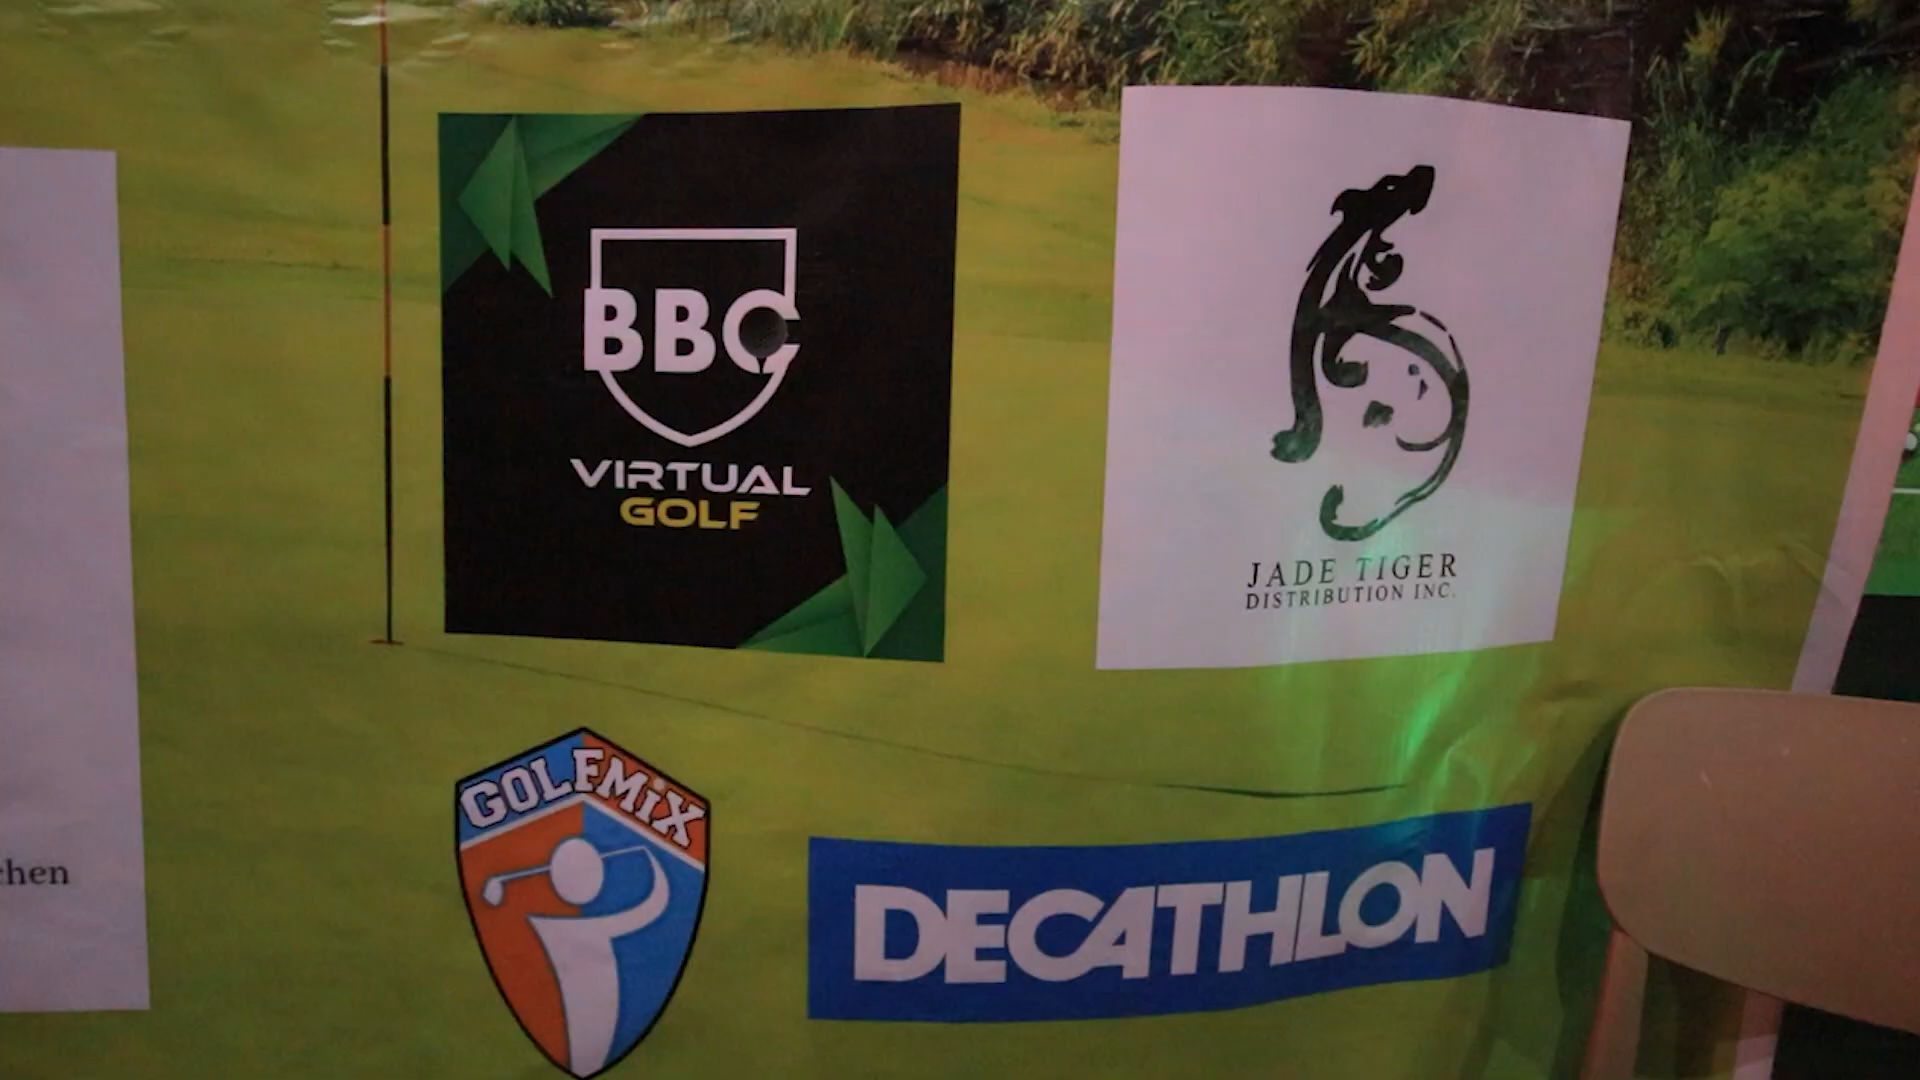 BBC
VIRTUAL
GOLF
JADE TIGER
DISTRIBUTION INC.
GOLFMiX
DECATHLON